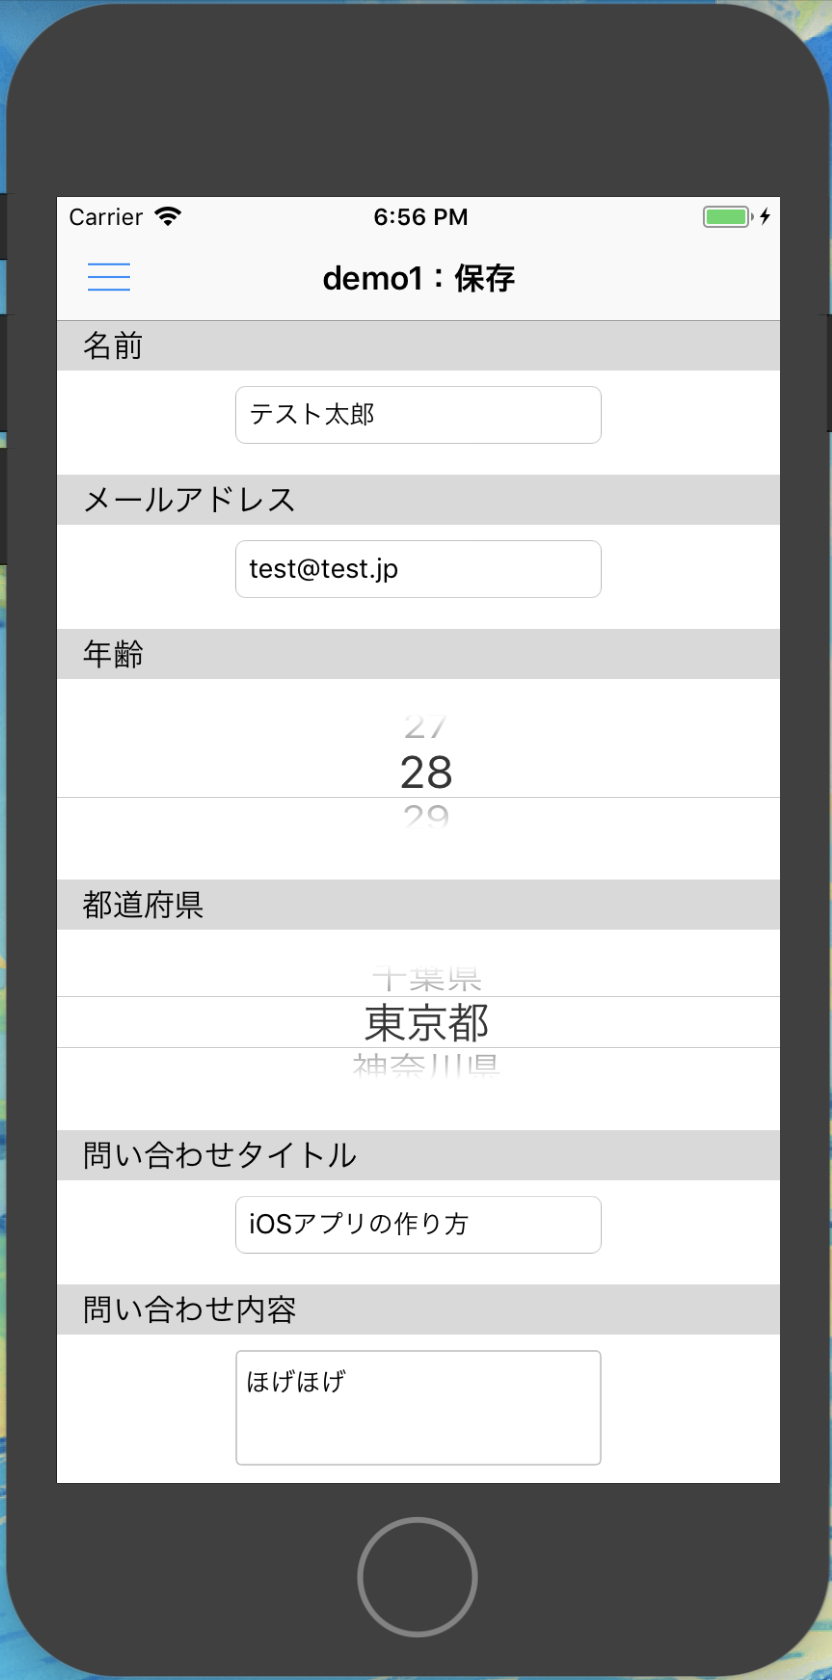 Carrier 6:56 PM
demo1：保存
名前
テスト太郎
メールアドレス
test@test.jp
年齢
27
28
29
都道府県
千葉県
東京都
神奈川県
問い合わせタイトル
iOSアプリの作り方
問い合わせ内容
ほげほげ